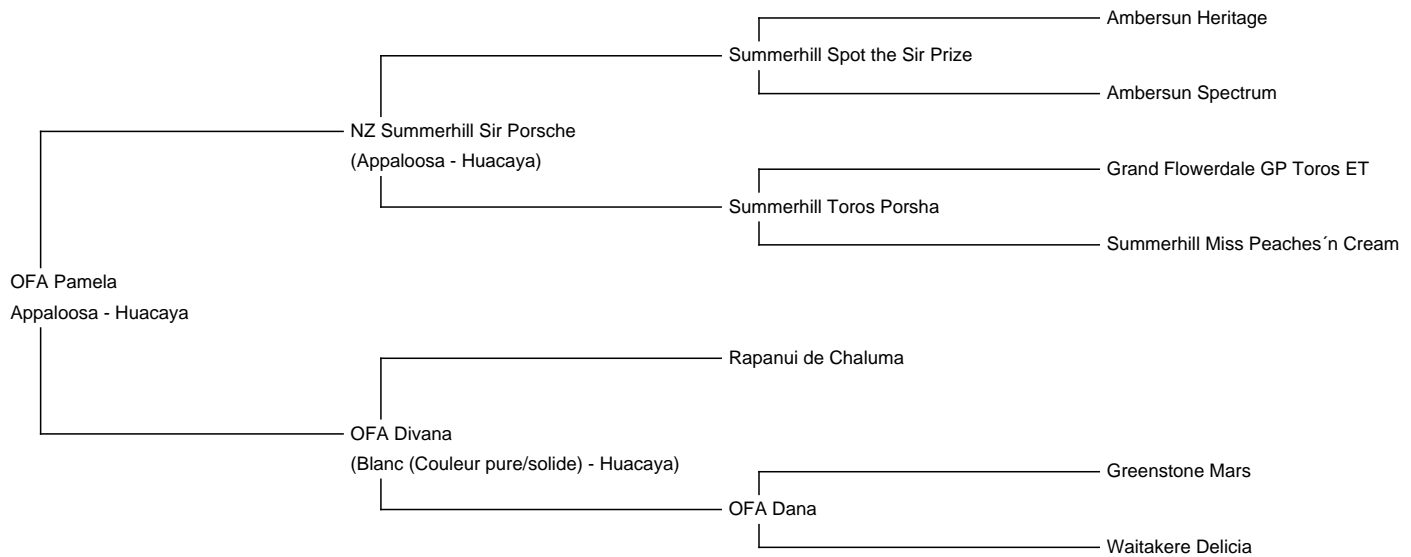 Ambersun Heritage
Summerhill Spot the Sir Prize
Ambersun Spectrum
NZ Summerhill Sir Porsche
(Appaloosa - Huacaya)
Grand Flowerdale GP Toros ET
Summerhill Toros Porsha
Summerhill Miss Peaches´n Cream
OFA Pamela
Appaloosa - Huacaya
Rapanui de Chaluma
OFA Divana
(Blanc (Couleur pure/solide) - Huacaya)
Greenstone Mars
OFA Dana
Waitakere Delicia